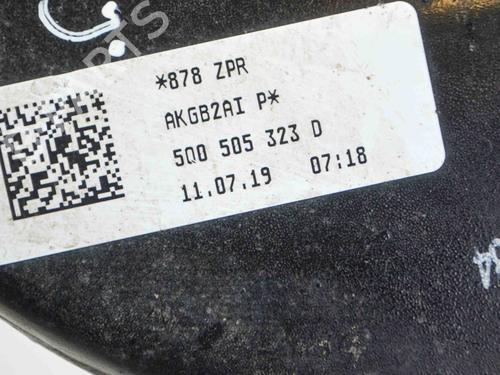 *878 ZPR
AKGB2AI P*
5Q0 505 323 D
11.07.19 07:18